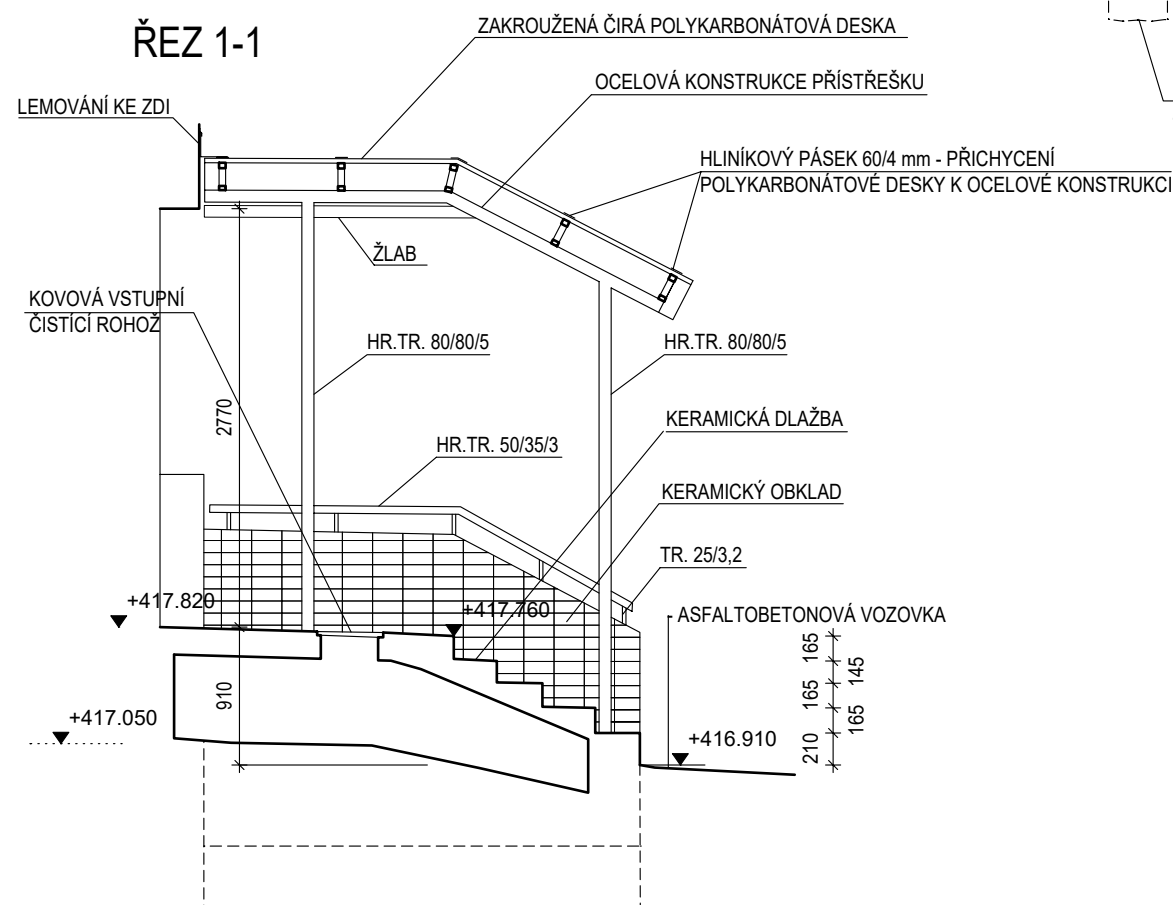 ŘEZ 1-1
ZAKROUŽENÁ ČIRÁ POLYKARBONÁTOVÁ DESKA
OCELOVÁ KONSTRUKCE PŘÍSTŘEŠKU
LEMOVÁNÍ KE ZDI
HLINÍKOVÝ PÁSEK 60/4 mm - PŘICHYCENÍ
POLYKARBONÁTOVÉ DESKY K OCELOVÉ KONSTRUKCI
ŽLAB
KOVOVÁ VSTUPNÍ
ČISTÍCÍ ROHOŽ
HR.TR. 80/80/5
HR.TR. 80/80/5
2770
KERAMICKÁ DLAŽBA
HR.TR. 50/35/3
KERAMICKÝ OBKLAD
TR. 25/3,2
+417.820
+417.760
ASFALTOBETONOVÁ VOZOVKA
165
145
165
165
210
910
+417.050
+416.910